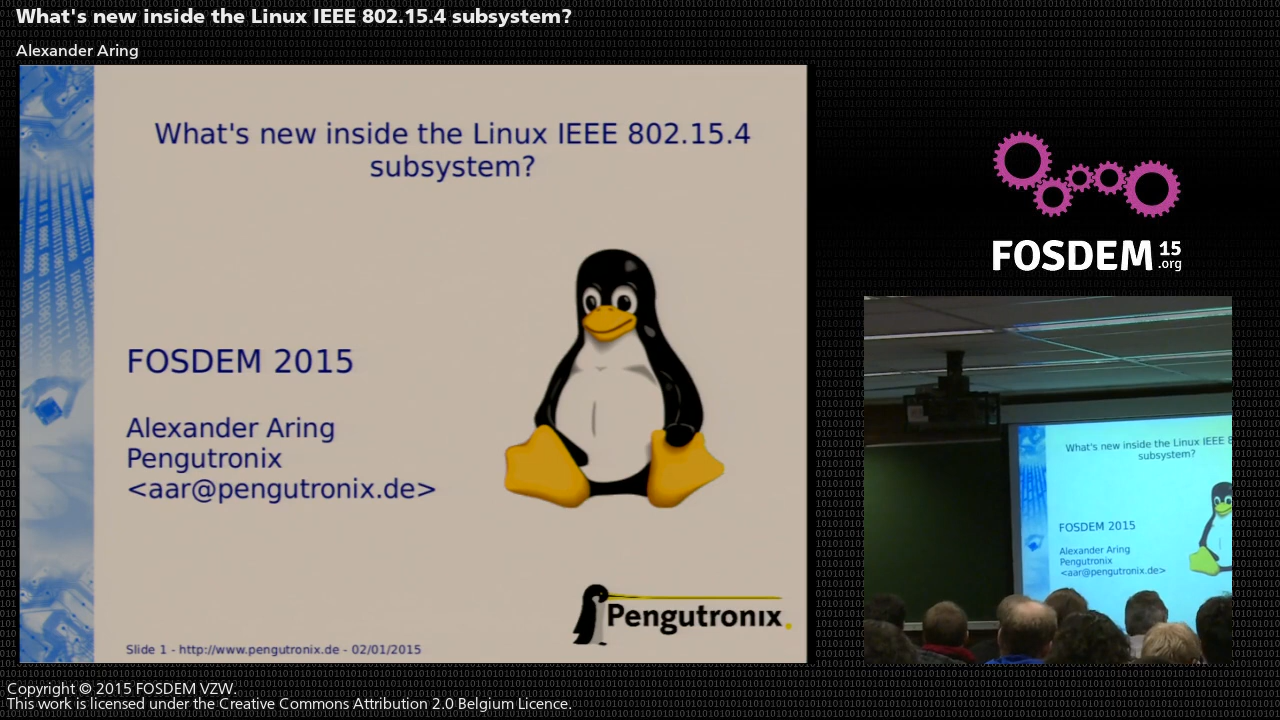 What's new inside the Linux IEEE 802.15.4 subsystem?
Alexander Aring
What's new inside the Linux IEEE 802.15.4
subsystem?
FOSDEM 2015
Alexander Aring
Pengutronix
<aar@pengutronix.de>
Pengutronix.
Slide 1 - http://www.pengutronix.de - 02/01/2015
FOSDEM 15
.org
What's new inside the Linux IEEE 8
subsystem?
FOSDEM 2015
Alexander Aring
Pengutronix
<aar@pengutronix.de>
Copyright © 2015 FOSDEM VZW.
This work is licensed under the Creative Commons Attribution 2.0 Belgium Licence.